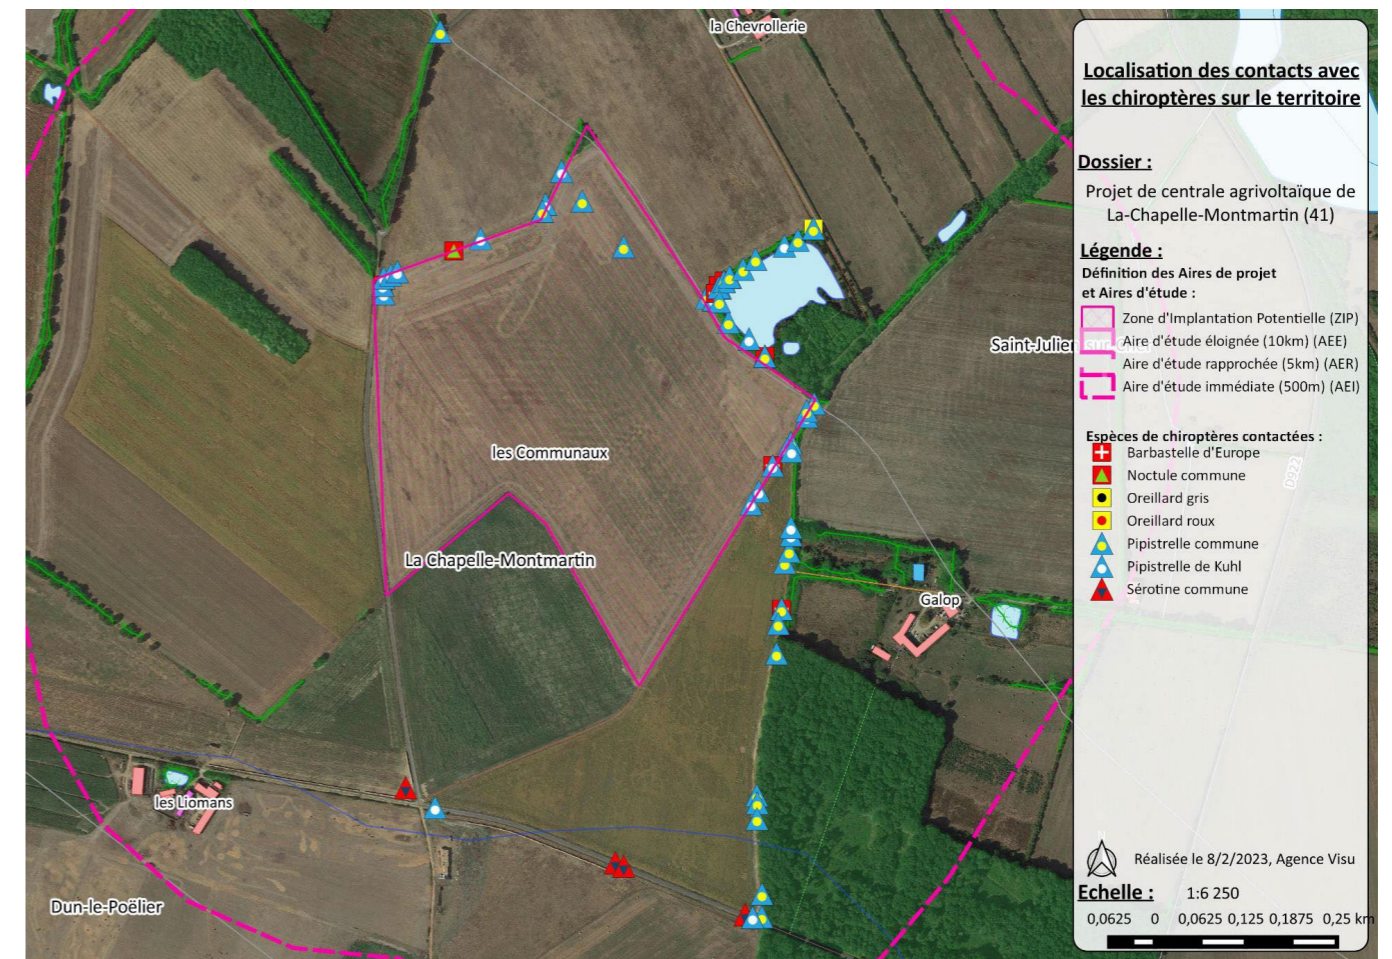 la Chevrollerie
Saint-Julien sur Cher
les Communaux
La Chapelle-Montmartin
Galop
les Liomans
Dun-le-Poëlier
D922
Localisation des contacts avec
les chiroptères sur le territoire
Dossier :
Projet de centrale agrivoltaïque de
La-Chapelle-Montmartin (41)
Légende :
Définition des Aires de projet
et Aires d'étude :
Zone d'Implantation Potentielle (ZIP)
Aire d'étude éloignée (10km) (AEE)
Aire d'étude rapprochée (5km) (AER)
Aire d'étude immédiate (500m) (AEI)
Espèces de chiroptères contactées :
Barbastelle d'Europe
Noctule commune
Oreillard gris
Oreillard roux
Pipistrelle commune
Pipistrelle de Kuhl
Sérotine commune
Réalisée le 8/2/2023, Agence Visu
Echelle : 1:6 250
0,0625 0 0,0625 0,125 0,1875 0,25 km